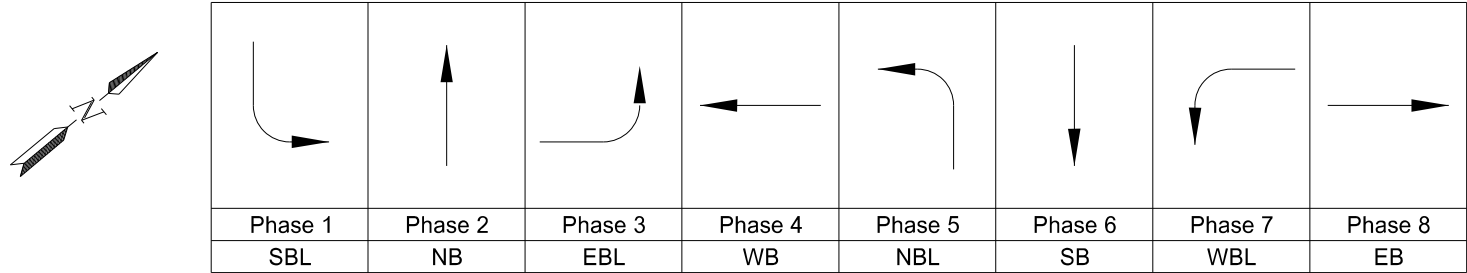 N
Phase 1 Phase 2 Phase 3 Phase 4 Phase 5 Phase 6 Phase 7 Phase 8
SBL NB EBL WB NBL SB WBL EB